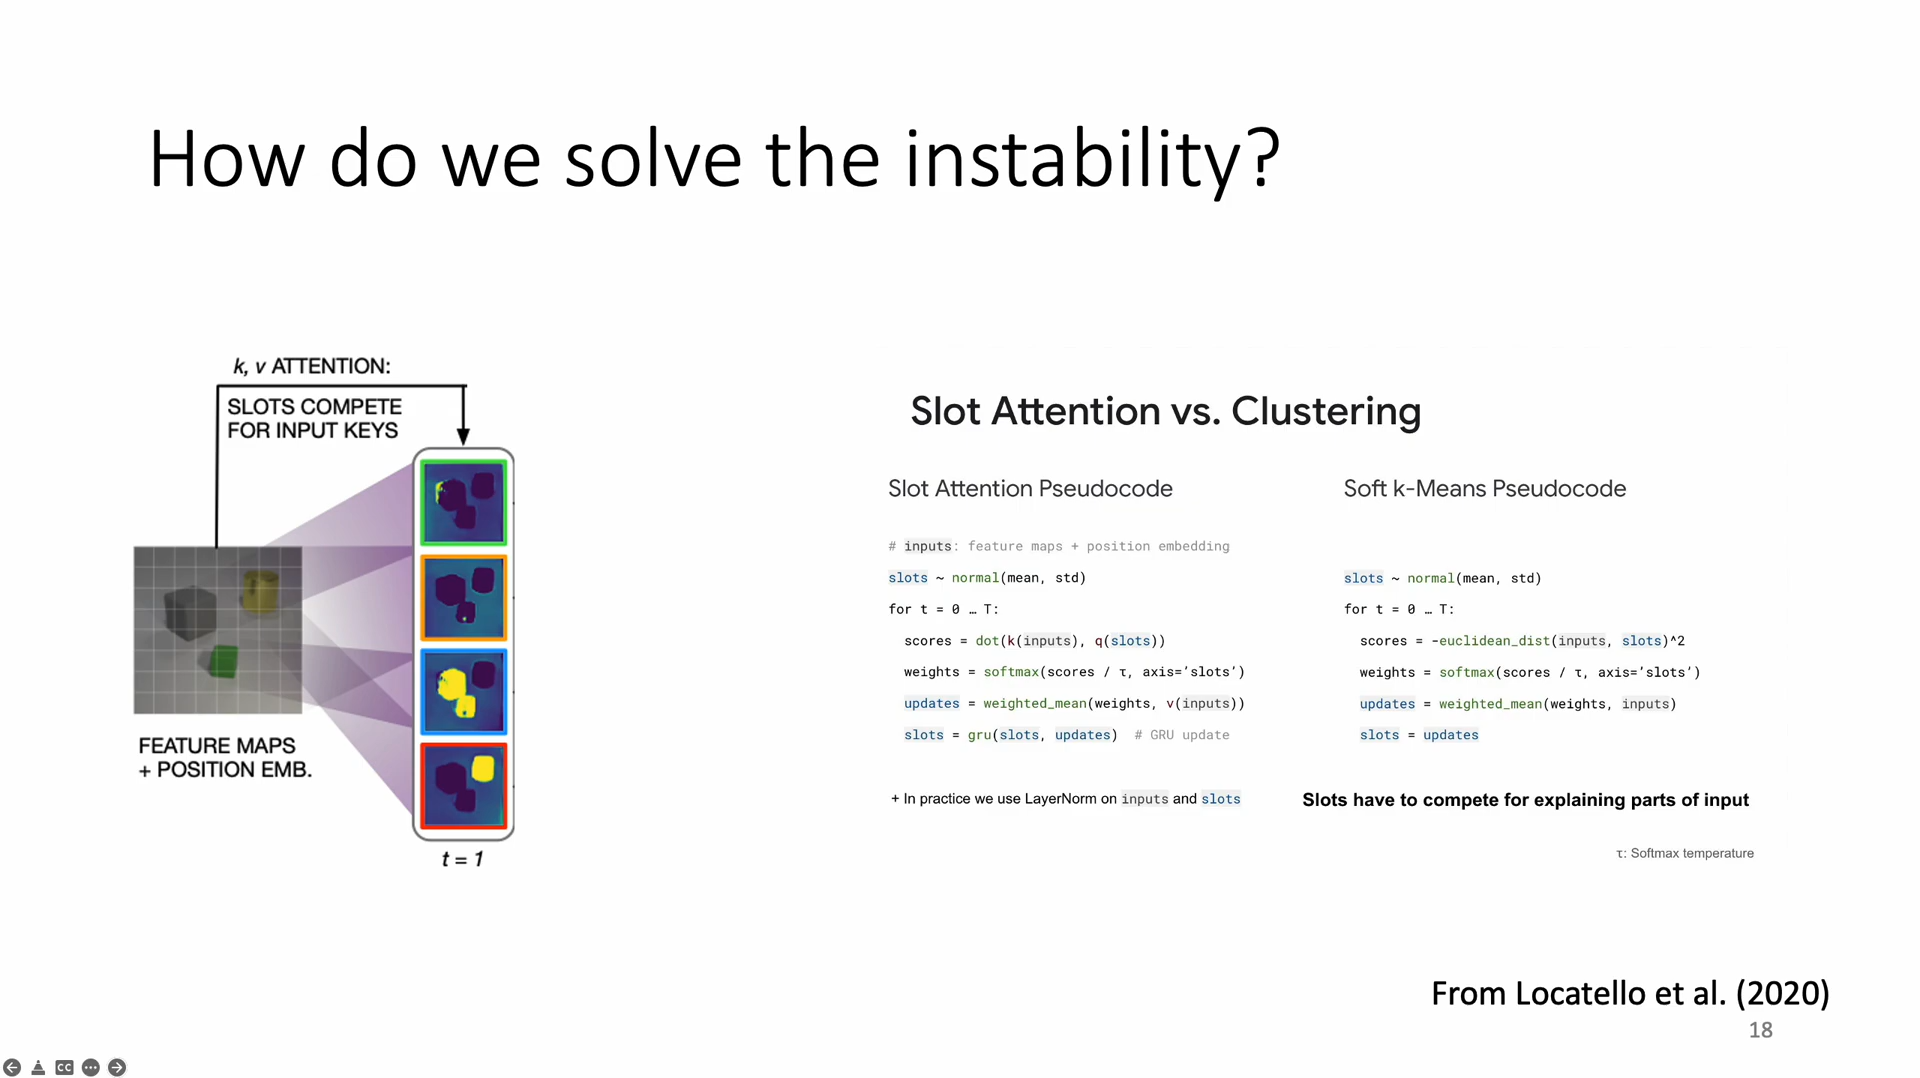 How do we solve the instability?
k, v ATTENTION:
SLOTS COMPETE
FOR INPUT KEYS
FEATURE MAPS
+ POSITION EMB.
t = 1
Slot Attention vs. Clustering
Slot Attention Pseudocode
# inputs: feature maps + position embedding
slots ~ normal(mean, std)
for t = 0 … T:
scores = dot(k(inputs), q(slots))
weights = softmax(scores / τ, axis=’slots’)
updates = weighted_mean(weights, v(inputs))
slots = gru(slots, updates)  # GRU update
+ In practice we use LayerNorm on inputs and slots
Soft k-Means Pseudocode
slots ~ normal(mean, std)
for t = 0 … T:
scores = -euclidean_dist(inputs, slots)^2
weights = softmax(scores / τ, axis=’slots’)
updates = weighted_mean(weights, inputs)
slots = updates
Slots have to compete for explaining parts of input
τ: Softmax temperature
From Locatello et al. (2020)
18
CC